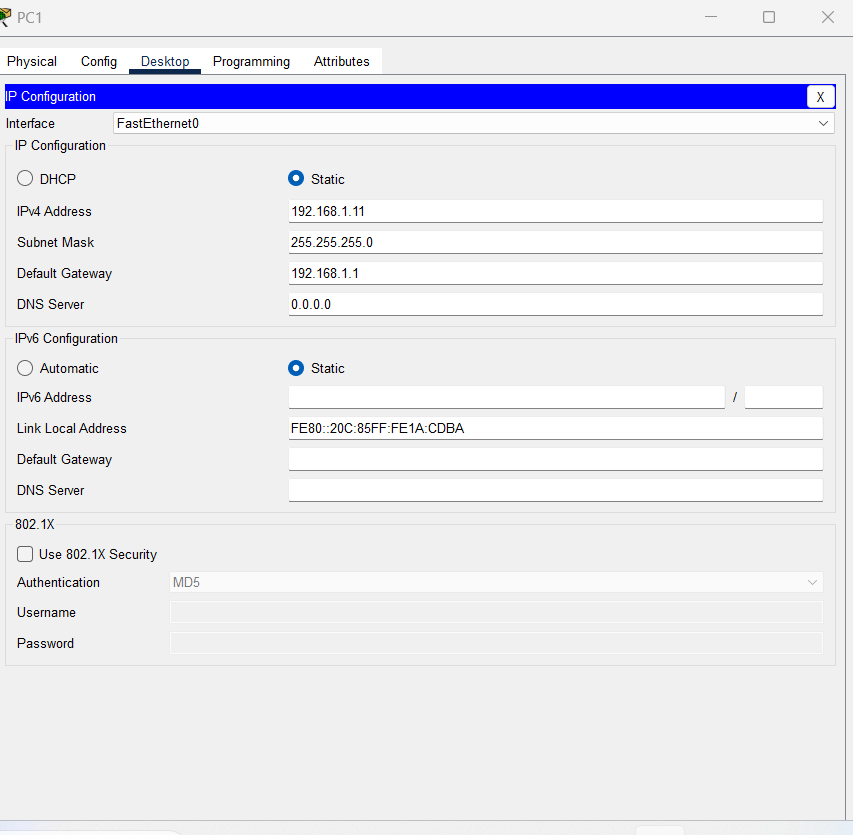 PC1
Physical Config Desktop Programming Attributes
IP Configuration X
Interface FastEthernet0
IP Configuration
DHCP Static
IPv4 Address 192.168.1.11
Subnet Mask 255.255.255.0
Default Gateway 192.168.1.1
DNS Server 0.0.0.0
IPv6 Configuration
Automatic Static
IPv6 Address /
Link Local Address FE80::20C:85FF:FE1A:CDBA
Default Gateway
DNS Server
802.1X
Use 802.1X Security
Authentication MD5
Username
Password